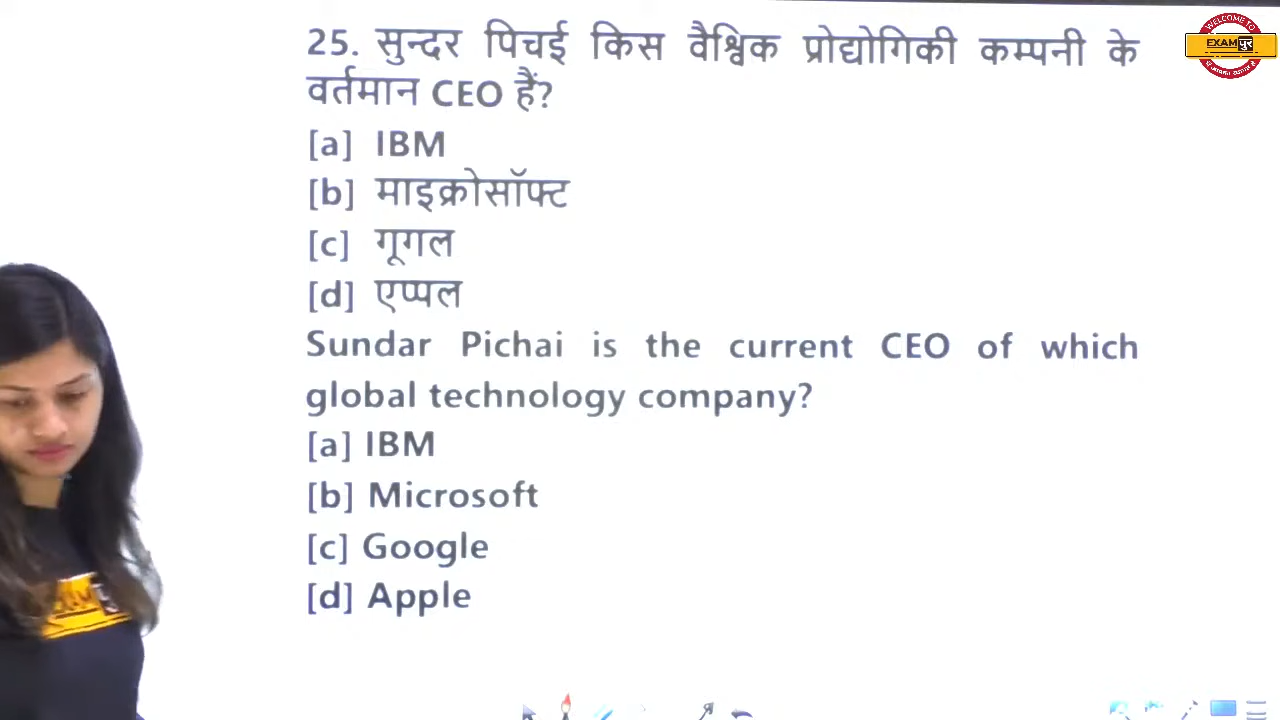 WELCOME TO
EXAM पुर
25. सुन्दर पिचई किस वैश्विक प्रोद्योगिकी कम्पनी के
वर्तमान CEO हैं?
[a] IBM
[b] माइक्रोसॉफ्ट
[c] गूगल
[d] एप्पल
Sundar Pichai is the current CEO of which
global technology company?
[a] IBM
[b] Microsoft
[c] Google
[d] Apple